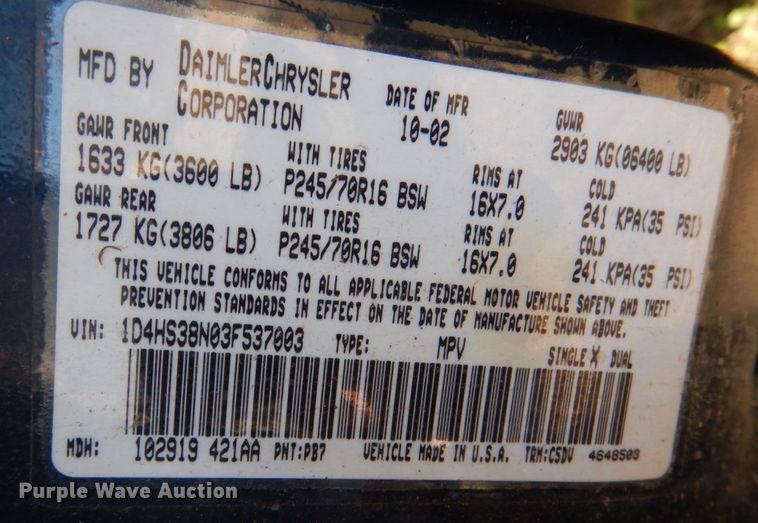 MFD BY DAIMLERCHRYSLER CORPORATION DATE OF MFR 10-02 GVWR 2903 KG(06400 LB)
GAWR FRONT WITH TIRES RIMS AT COLD
1633 KG(3600 LB) P245/70R16 BSW 16X7.0 241 KPA(35 PSI)
GAWR REAR WITH TIRES RIMS AT COLD
1727 KG(3806 LB) P245/70R16 BSW 16X7.0 241 KPA(35 PSI)
THIS VEHICLE CONFORMS TO ALL APPLICABLE FEDERAL MOTOR VEHICLE SAFETY AND THEFT
PREVENTION STANDARDS IN EFFECT ON THE DATE OF MANUFACTURE SHOWN ABOVE.
VIN: 1D4HS38N03F537003 TYPE: MPV SINGLE X DUAL
MDH: 102919 421AA PNT:PB7 VEHICLE MADE IN U.S.A. TRM:C5DV 4648503
Purple Wave Auction